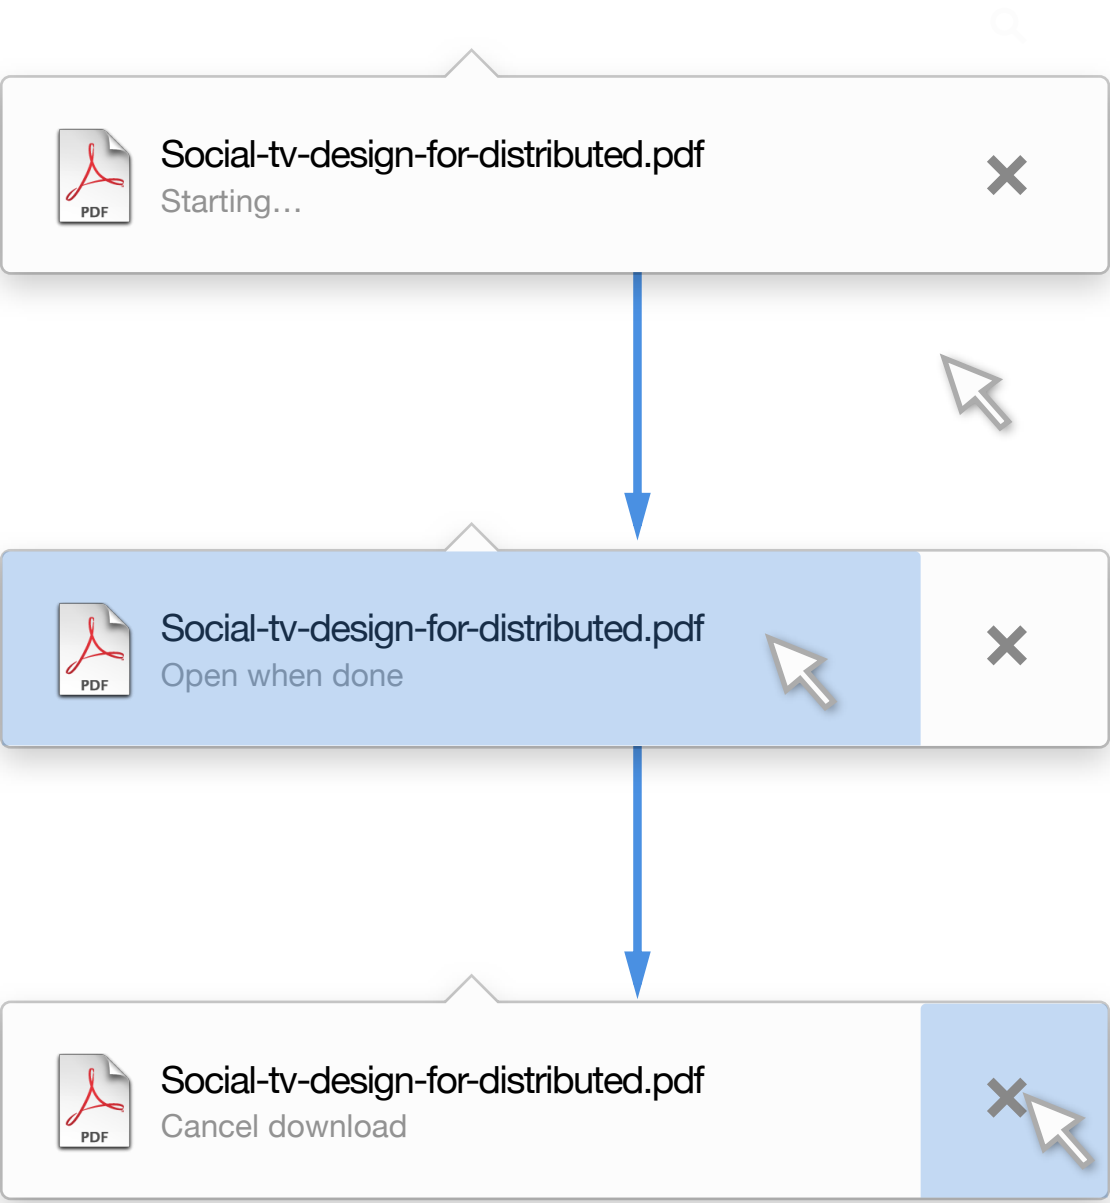 Social-tv-design-for-distributed.pdf
Starting…
PDF
Social-tv-design-for-distributed.pdf
Open when done
PDF
Social-tv-design-for-distributed.pdf
Cancel download
PDF